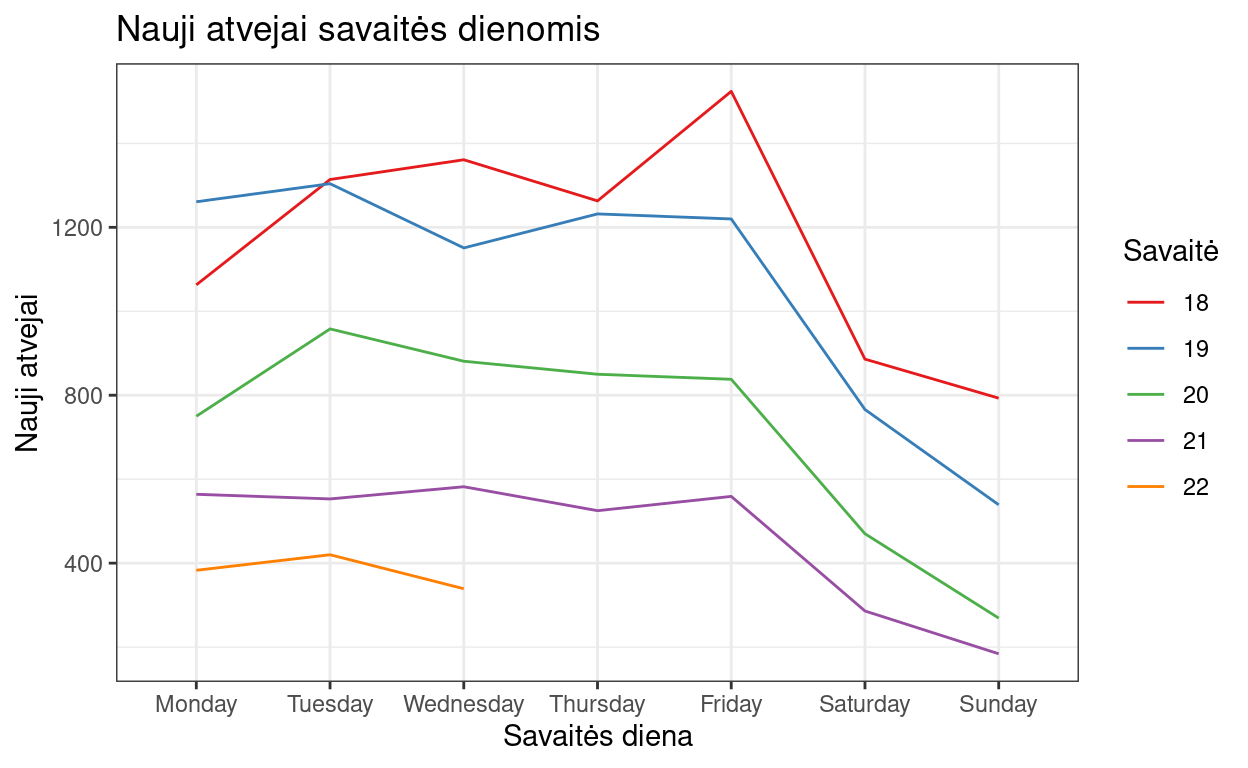 Nauji atvejai savaitės dienomis
Nauji atvejai
1200
800
400
Monday Tuesday Wednesday Thursday Friday Saturday Sunday
Savaitės diena
Savaitė
18
19
20
21
22